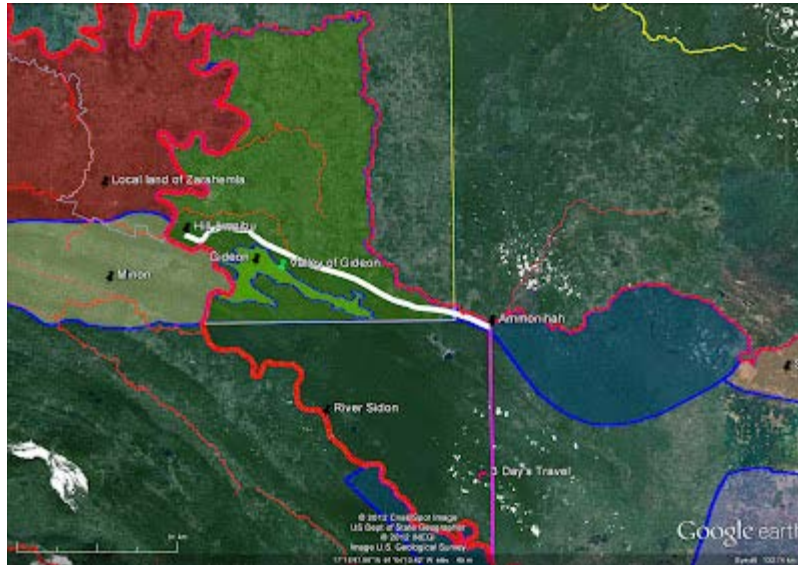 Local land of Zarahemla
Hill Amnihu
Gideon
Valley of Gideon
Minon
Ammonihah
River Sidon
3 Day's Travel
© 2012 Cnes/Spot Image
US Dept of State Geographer
© 2012 INEGI
Image U.S. Geological Survey
Google earth